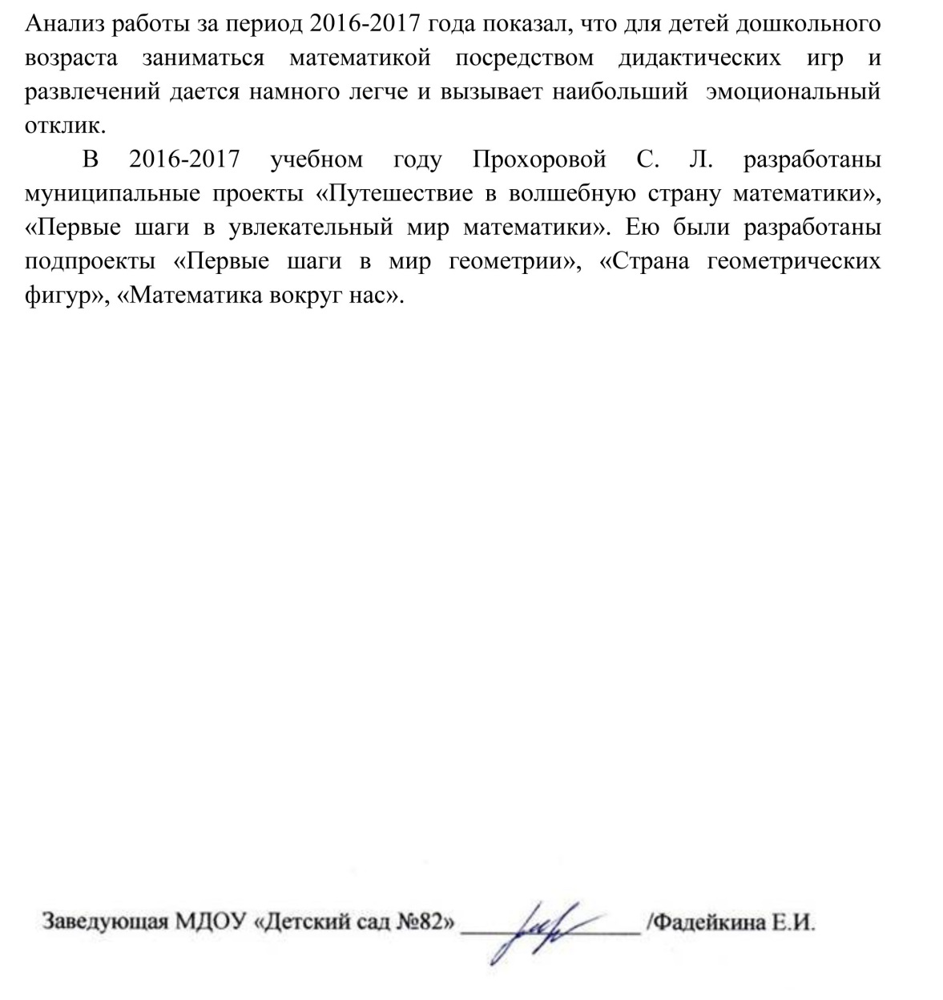 Анализ работы за период 2016-2017 года показал, что для детей дошкольного
возраста заниматься математикой посредством дидактических игр и
развлечений дается намного легче и вызывает наибольший эмоциональный
отклик.
В 2016-2017 учебном году Прохоровой С. Л. разработаны
муниципальные проекты «Путешествие в волшебную страну математики»,
«Первые шаги в увлекательный мир математики». Ею были разработаны
подпроекты «Первые шаги в мир геометрии», «Страна геометрических
фигур», «Математика вокруг нас».
Заведующая МДОУ «Детский сад №82» /Фадейкина Е.И.